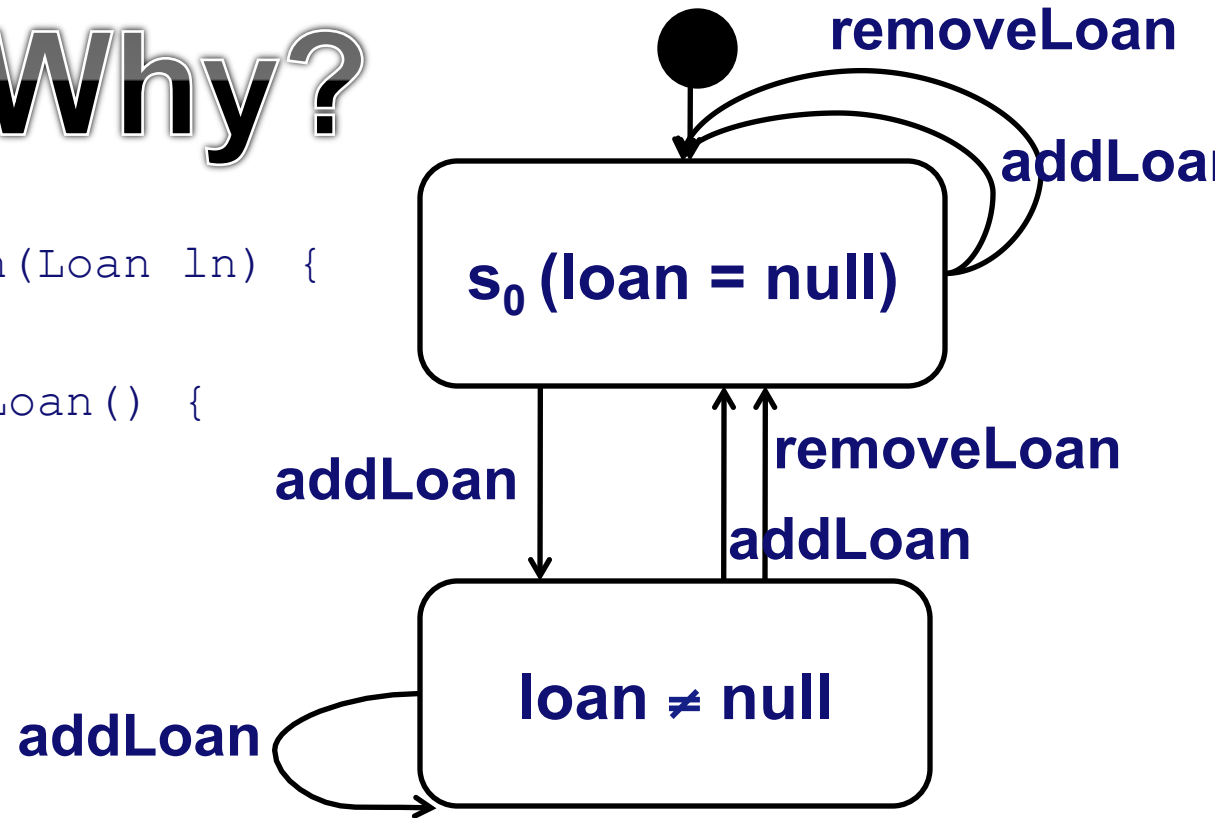 Why?
removeLoan
addLoan
n(Loan ln) {
s₀ (loan = null)
Loan() {
removeLoan
addLoan
addLoan
loan ≠ null
addLoan